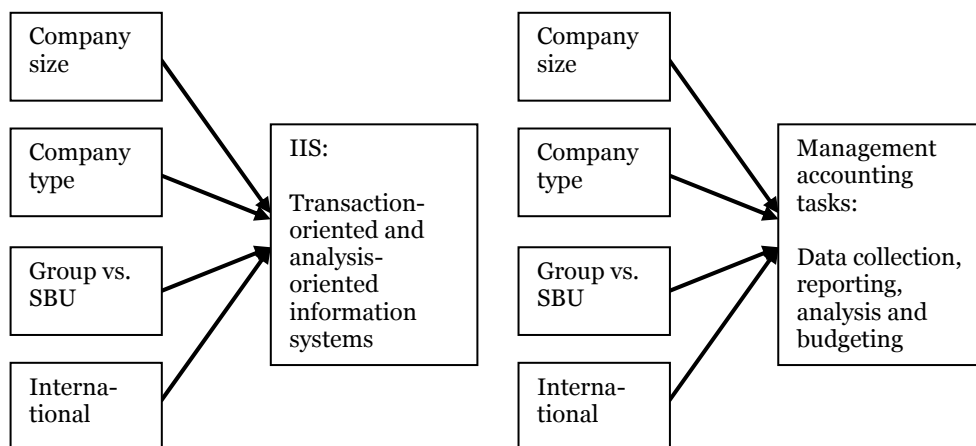 Company
size
Company
type
Group vs.
SBU
Interna-
tional
IIS:
Transaction-
oriented and
analysis-
oriented
information
systems
Company
size
Company
type
Group vs.
SBU
Interna-
tional
Management
accounting
tasks:
Data collection,
reporting,
analysis and
budgeting